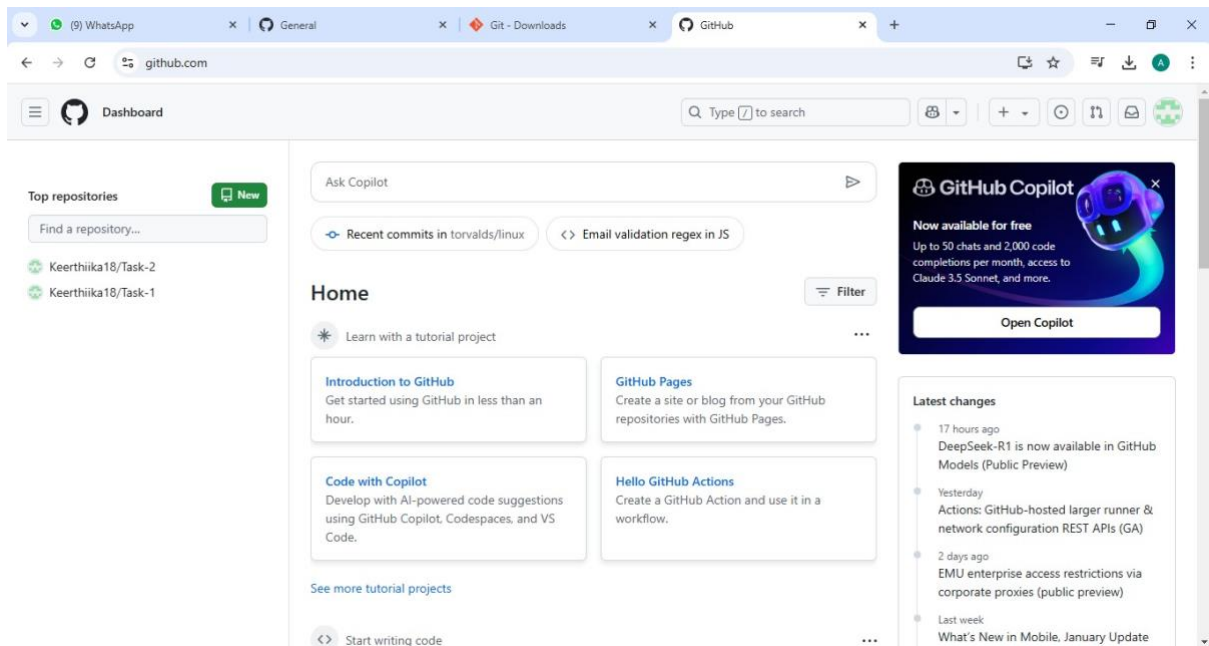 (9) WhatsApp
General
Git - Downloads
GitHub
github.com
A
Dashboard
Type / to search
Top repositories
New
Find a repository...
Keerthiika18/Task-2
Keerthiika18/Task-1
Ask Copilot
Recent commits in torvalds/linux
<> Email validation regex in JS
Home
Filter
Learn with a tutorial project
Introduction to GitHub
Get started using GitHub in less than an
hour.
GitHub Pages
Create a site or blog from your GitHub
repositories with GitHub Pages.
Code with Copilot
Develop with AI-powered code suggestions
using GitHub Copilot, Codespaces, and VS
Code.
Hello GitHub Actions
Create a GitHub Action and use it in a
workflow.
See more tutorial projects
<> Start writing code
GitHub Copilot
Now available for free
Up to 50 chats and 2,000 code
completions per month, access to
Claude 3.5 Sonnet, and more.
Open Copilot
Latest changes
17 hours ago
DeepSeek-R1 is now available in GitHub
Models (Public Preview)
Yesterday
Actions: GitHub-hosted larger runner &
network configuration REST APIs (GA)
2 days ago
EMU enterprise access restrictions via
corporate proxies (public preview)
Last week
What's New in Mobile, January Update